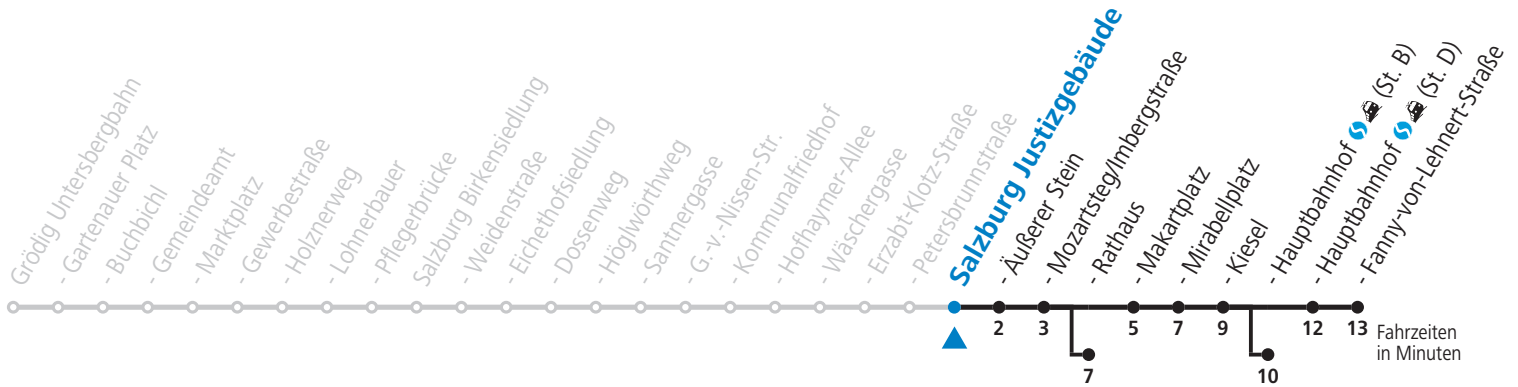 Grödig Untersbergbahn
- Gartenauer Platz
- Buchbichl
- Gemeindeamt
- Marktplatz
- Gewerbestraße
- Holznerweg
- Lohnerbauer
- Pflegerbrücke
Salzburg Birkensiedlung
- Weidenstraße
- Eichethofsiedlung
- Dossenweg
- Höglwörthweg
- Santnergasse
- G.-v.-Nissen-Str.
- Kommunalfriedhof
- Hofhaymer-Allee
- Wäschergasse
- Erzabt-Klotz-Straße
- Petersbrunnstraße
Salzburg Justizgebäude
- Äußerer Stein
- Mozartsteg/Imbergstraße
- Rathaus
- Makartplatz
- Mirabellplatz
- Kiesel
- Hauptbahnhof (St. B)
- Hauptbahnhof (St. D)
- Fanny-von-Lehnert-Straße
2 3 5 7 9 12 13 Fahrzeiten
in Minuten
7 10